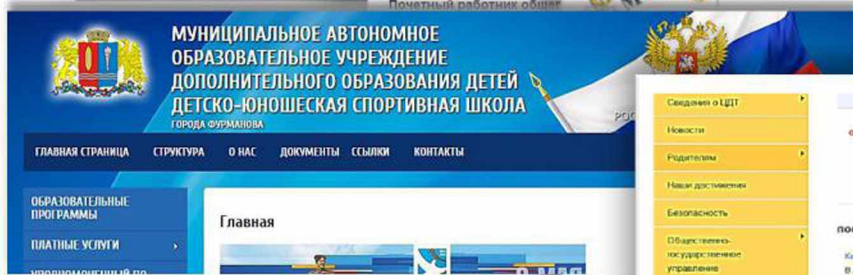 Почетный работник общег
МУНИЦИПАЛЬНОЕ АВТОНОМНОЕ
ОБРАЗОВАТЕЛЬНОЕ УЧРЕЖДЕНИЕ
ДОПОЛНИТЕЛЬНОГО ОБРАЗОВАНИЯ ДЕТЕЙ
ДЕТСКО-ЮНОШЕСКАЯ СПОРТИВНАЯ ШКОЛА
ГОРОДА ФУРМАНОВА
ГЛАВНАЯ СТРАНИЦА СТРУКТУРА О НАС ДОКУМЕНТЫ ССЫЛКИ КОНТАКТЫ
ОБРАЗОВАТЕЛЬНЫЕ
ПРОГРАММЫ
ПЛАТНЫЕ УСЛУГИ
Главная
Сведения о ЦДТ
Новости
Родителям
Наши достижения
Безопасность
Общественно-
государственное
управление